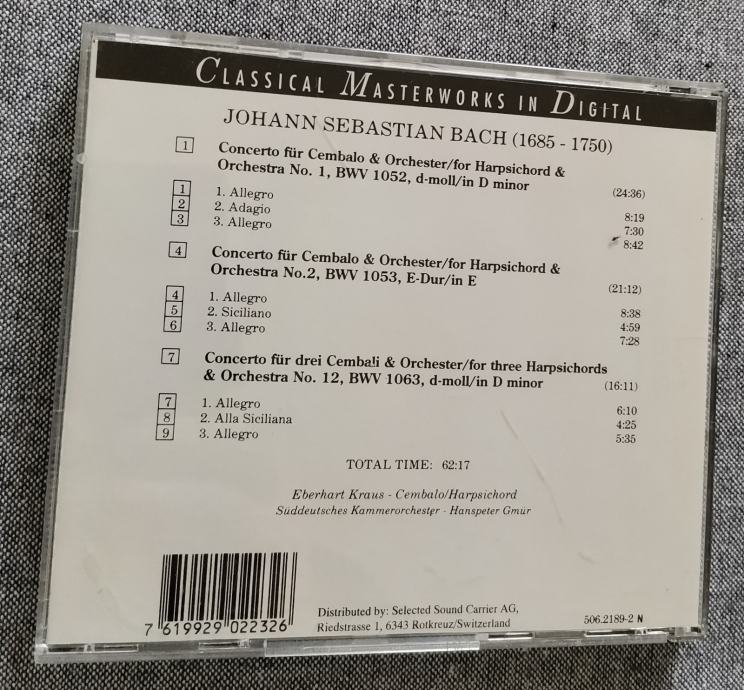 CLASSICAL MASTERWORKS IN DIGITAL
JOHANN SEBASTIAN BACH (1685 - 1750)
1 Concerto für Cembalo & Orchester/for Harpsichord &
Orchestra No. 1, BWV 1052, d-moll/in D minor (24:36)
1 1. Allegro 8:19
2 2. Adagio 7:30
3 3. Allegro 8:42
4 Concerto für Cembalo & Orchester/for Harpsichord &
Orchestra No.2, BWV 1053, E-Dur/in E (21:12)
4 1. Allegro 8:38
5 2. Siciliano 4:59
6 3. Allegro 7:28
7 Concerto für drei Cembali & Orchester/for three Harpsichords
& Orchestra No. 12, BWV 1063, d-moll/in D minor (16:11)
7 1. Allegro 6:10
8 2. Alla Siciliana 4:25
9 3. Allegro 5:35
TOTAL TIME: 62:17
Eberhart Kraus - Cembalo/Harpsichord
Süddeutsches Kammerorchester - Hanspeter Gmür
Distributed by: Selected Sound Carrier AG,
Riedstrasse 1, 6343 Rotkreuz/Switzerland
506.2189-2 N
7 619929 022326